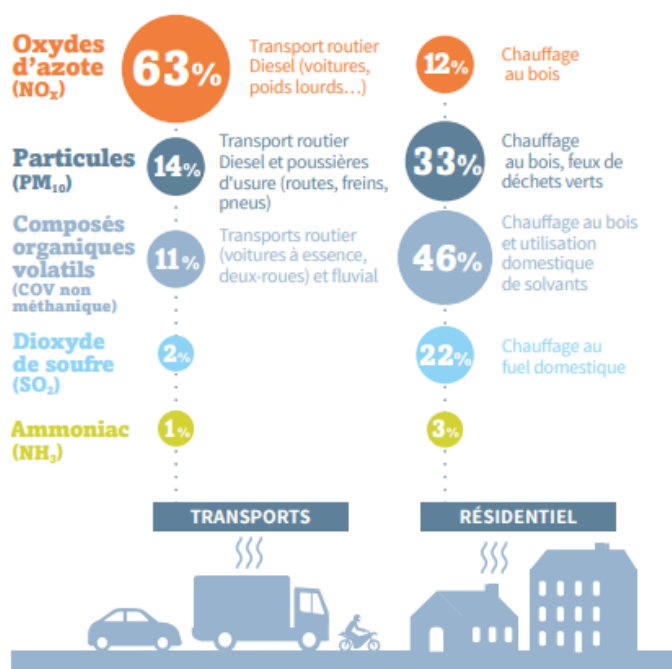 Oxydes
d'azote
(NOx)
63%
Transport routier
Diesel (voitures,
poids lourds...)
12%
Chauffage
au bois
Particules
(PM10)
14%
Transport routier
Diesel et poussières
d'usure (routes, freins,
pneus)
33%
Chauffage
au bois, feux de
déchets verts
Composés
organiques
volatils
(COV non
méthanique)
11%
Transports routier
(voitures à essence,
deux-roues) et fluvial
46%
Chauffage au bois
et utilisation
domestique
de solvants
Dioxyde
de soufre
(SO2)
2%
22%
Chauffage au
fuel domestique
Ammoniac
(NH3)
1%
3%
TRANSPORTS
RÉSIDENTIEL